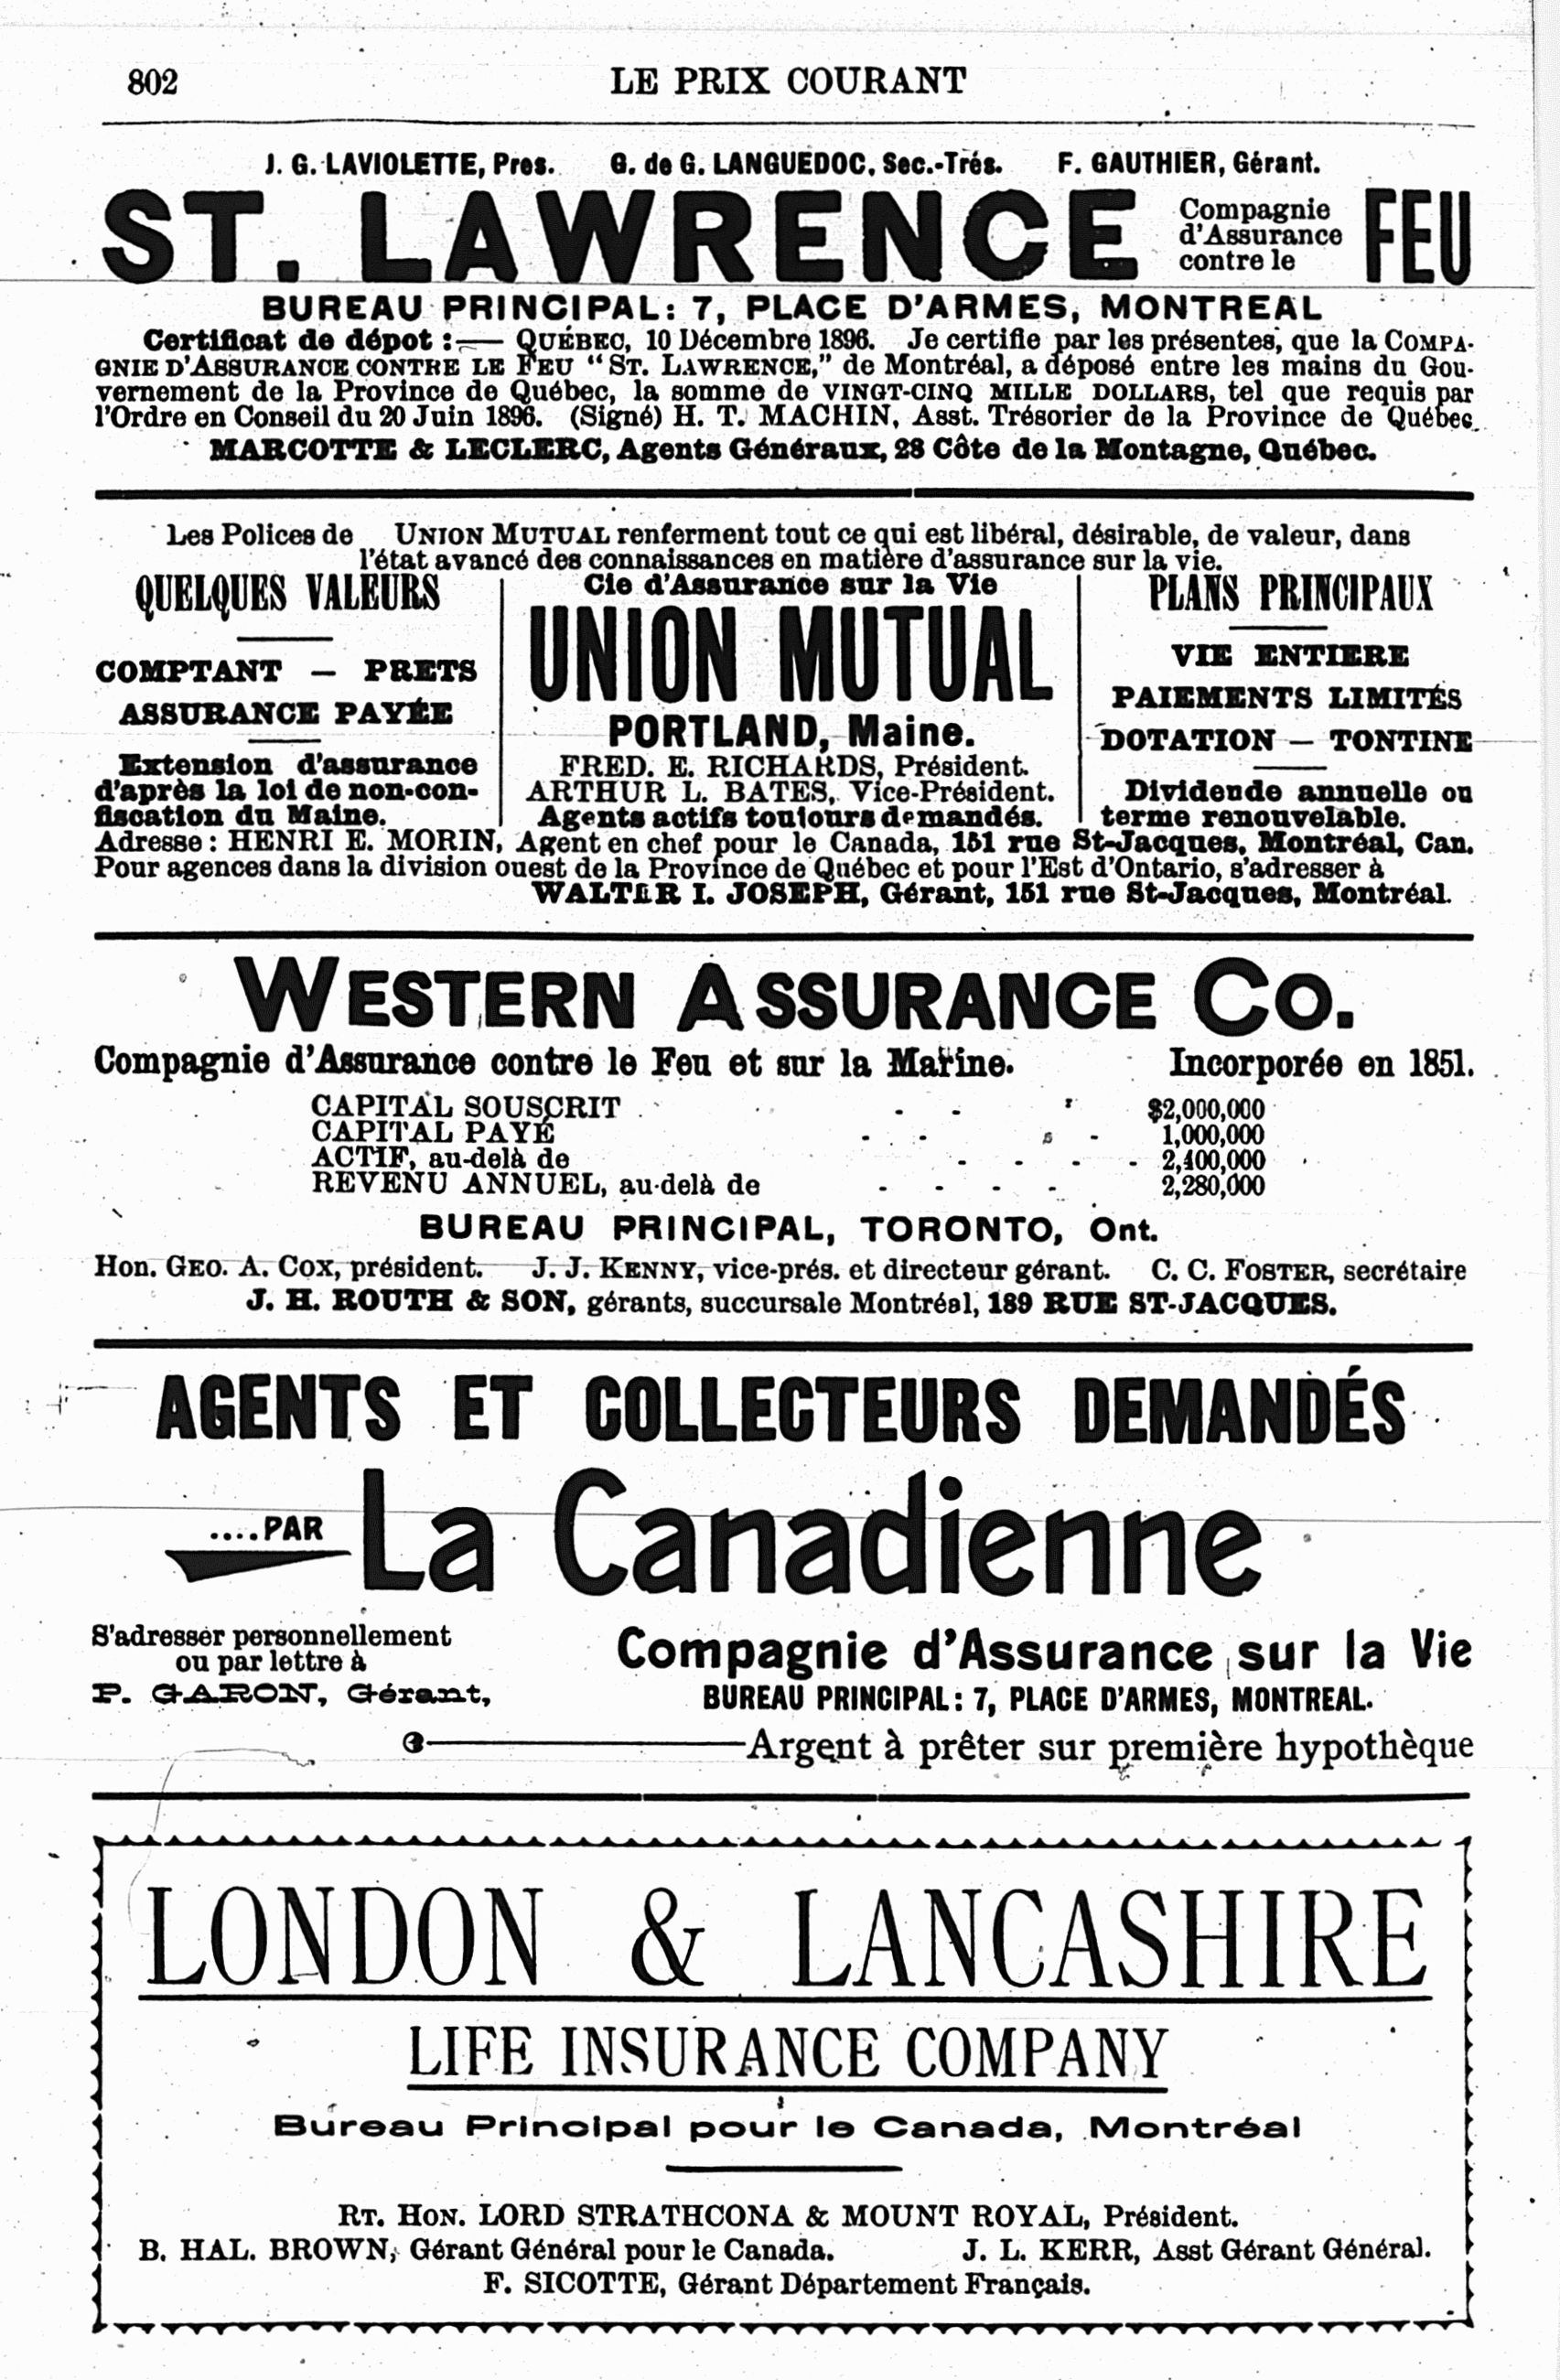 802
LE PRIX COURANT
J. G. LAVIOLETTE, Pres. G. de G. LANGUEDOC, Sec.-Trés. F. GAUTHIER, Gérant.
ST. LAWRENCE Compagnie d'Assurance contre le FEU
BUREAU PRINCIPAL: 7, PLACE D'ARMES, MONTREAL
Certificat de dépot :— QUÉBEC, 10 Décembre 1896. Je certifie par les présentes, que la COMPA-
GNIE D'ASSURANCE CONTRE LE FEU "ST. LAWRENCE," de Montréal, a déposé entre les mains du Gou-
vernement de la Province de Québec, la somme de VINGT-CINQ MILLE DOLLARS, tel que requis par
l'Ordre en Conseil du 20 Juin 1896. (Signé) H. T. MACHIN, Asst. Trésorier de la Province de Québec.
MARCOTTE & LECLERC, Agents Généraux, 28 Côte de la Montagne, Québec.
Les Polices de UNION MUTUAL renferment tout ce qui est libéral, désirable, de valeur, dans
l'état avancé des connaissances en matière d'assurance sur la vie.
QUELQUES VALEURS
COMPTANT — PRETS
ASSURANCE PAYÉE
Extension d'assurance
d'après la loi de non-con-
fiscation du Maine.
Cie d'Assurance sur la Vie
UNION MUTUAL
PORTLAND, Maine.
FRED. E. RICHARDS, Président.
ARTHUR L. BATES, Vice-Président.
Agents actifs toujours demandés.
PLANS PRINCIPAUX
VIE ENTIERE
PAIEMENTS LIMITÉS
DOTATION — TONTINE
Dividende annuelle ou
terme renouvelable.
Adresse : HENRI E. MORIN, Agent en chef pour le Canada, 151 rue St-Jacques, Montréal, Can.
Pour agences dans la division ouest de la Province de Québec et pour l'Est d'Ontario, s'adresser à
WALTER I. JOSEPH, Gérant, 151 rue St-Jacques, Montréal.
WESTERN ASSURANCE CO.
Compagnie d'Assurance contre le Feu et sur la Marine. Incorporée en 1851.
CAPITAL SOUSCRIT - - $2,000,000
CAPITAL PAYÉ - - - 1,000,000
ACTIF, au-delà de - - - - 2,400,000
REVENU ANNUEL, au-delà de - - - - 2,280,000
BUREAU PRINCIPAL, TORONTO, Ont.
Hon. GEO. A. COX, président. J. J. KENNY, vice-prés. et directeur gérant. C. C. FOSTER, secrétaire
J. H. ROUTH & SON, gérants, succursale Montréal, 189 RUE ST-JACQUES.
AGENTS ET COLLECTEURS DEMANDÉS
....PAR La Canadienne
S'adresser personnellement
ou par lettre à
P. GARON, Gérant,
Compagnie d'Assurance sur la Vie
BUREAU PRINCIPAL: 7, PLACE D'ARMES, MONTREAL.
Argent à prêter sur première hypothèque
LONDON & LANCASHIRE
LIFE INSURANCE COMPANY
Bureau Principal pour le Canada, Montréal
RT. HON. LORD STRATHCONA & MOUNT ROYAL, Président.
B. HAL. BROWN, Gérant Général pour le Canada. J. L. KERR, Asst Gérant Général.
F. SICOTTE, Gérant Département Français.